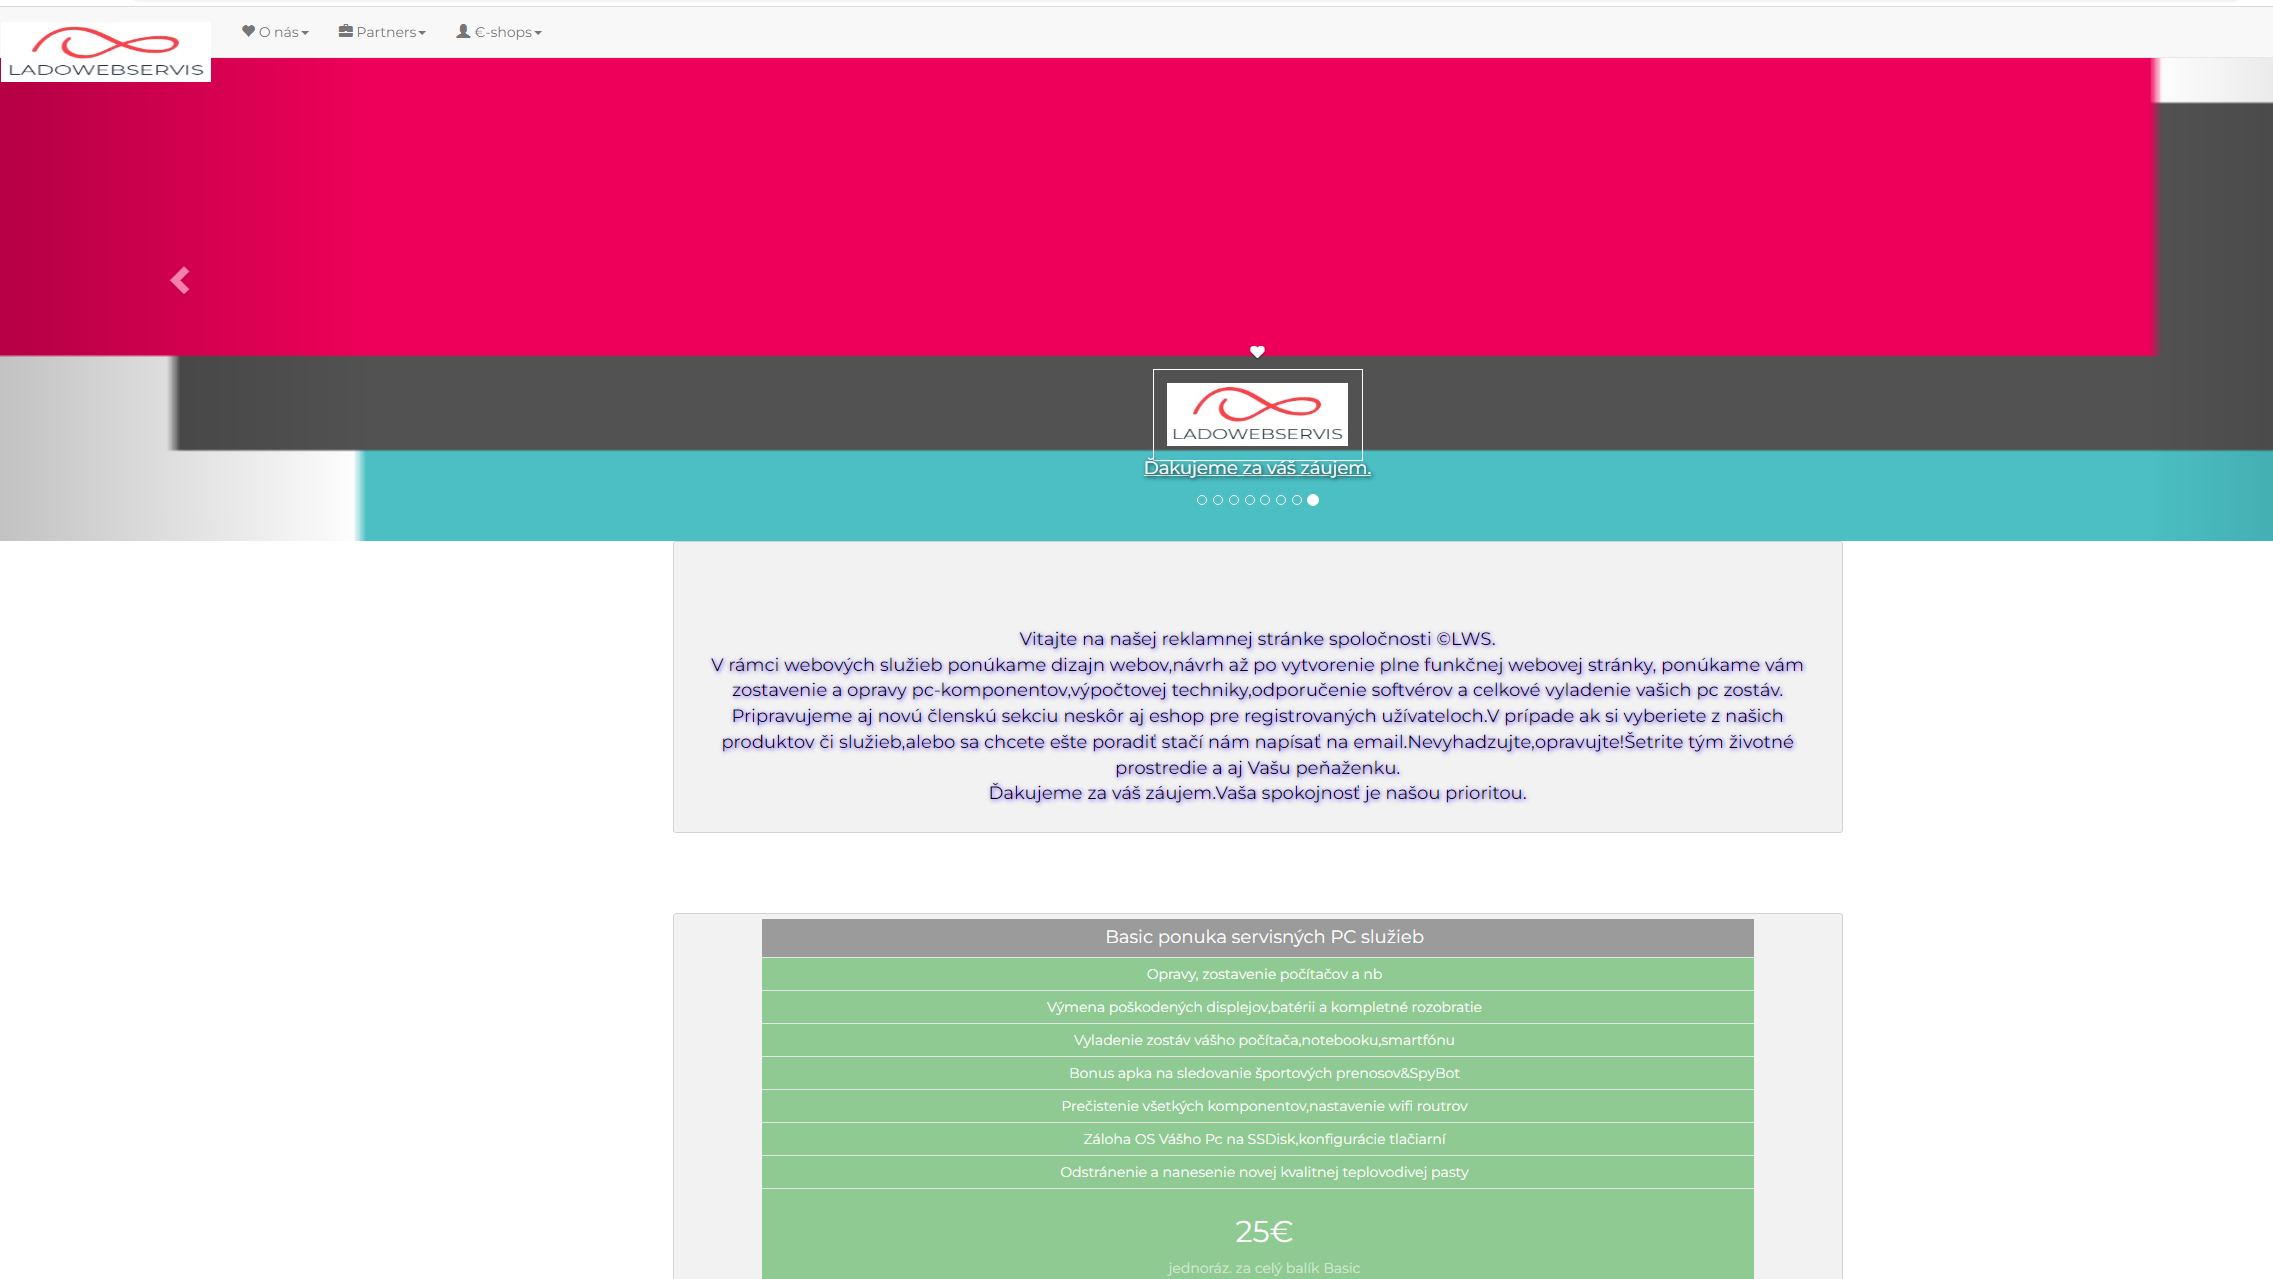 LADOWEBSERVIS
O nás
Partners
€-shops
LADOWEBSERVIS
Ďakujeme za váš záujem.
Vitajte na našej reklamnej stránke spoločnosti ©LWS.
V rámci webových služieb ponúkame dizajn webov,návrh až po vytvorenie plne funkčnej webovej stránky, ponúkame vám
zostavenie a opravy pc-komponentov,výpočtovej techniky,odporučenie softvérov a celkové vyladenie vašich pc zostáv.
Pripravujeme aj novú členskú sekciu neskôr aj eshop pre registrovaných užívateloch.V prípade ak si vyberiete z našich
produktov či služieb,alebo sa chcete ešte poradiť stačí nám napísať na email.Nevyhadzujte,opravujte!Šetrite tým životné
prostredie a aj Vašu peňaženku.
Ďakujeme za váš záujem.Vaša spokojnosť je našou prioritou.
Basic ponuka servisných PC služieb
Opravy, zostavenie počítačov a nb
Výmena poškodených displejov,batérii a kompletné rozobratie
Vyladenie zostáv vášho počítača,notebooku,smartfónu
Bonus apka na sledovanie športových prenosov&SpyBot
Prečistenie všetkých komponentov,nastavenie wifi routrov
Záloha OS Vášho Pc na SSDisk,konfigurácie tlačiarní
Odstránenie a nanesenie novej kvalitnej teplovodivej pasty
25€
jednoráz. za celý balík Basic